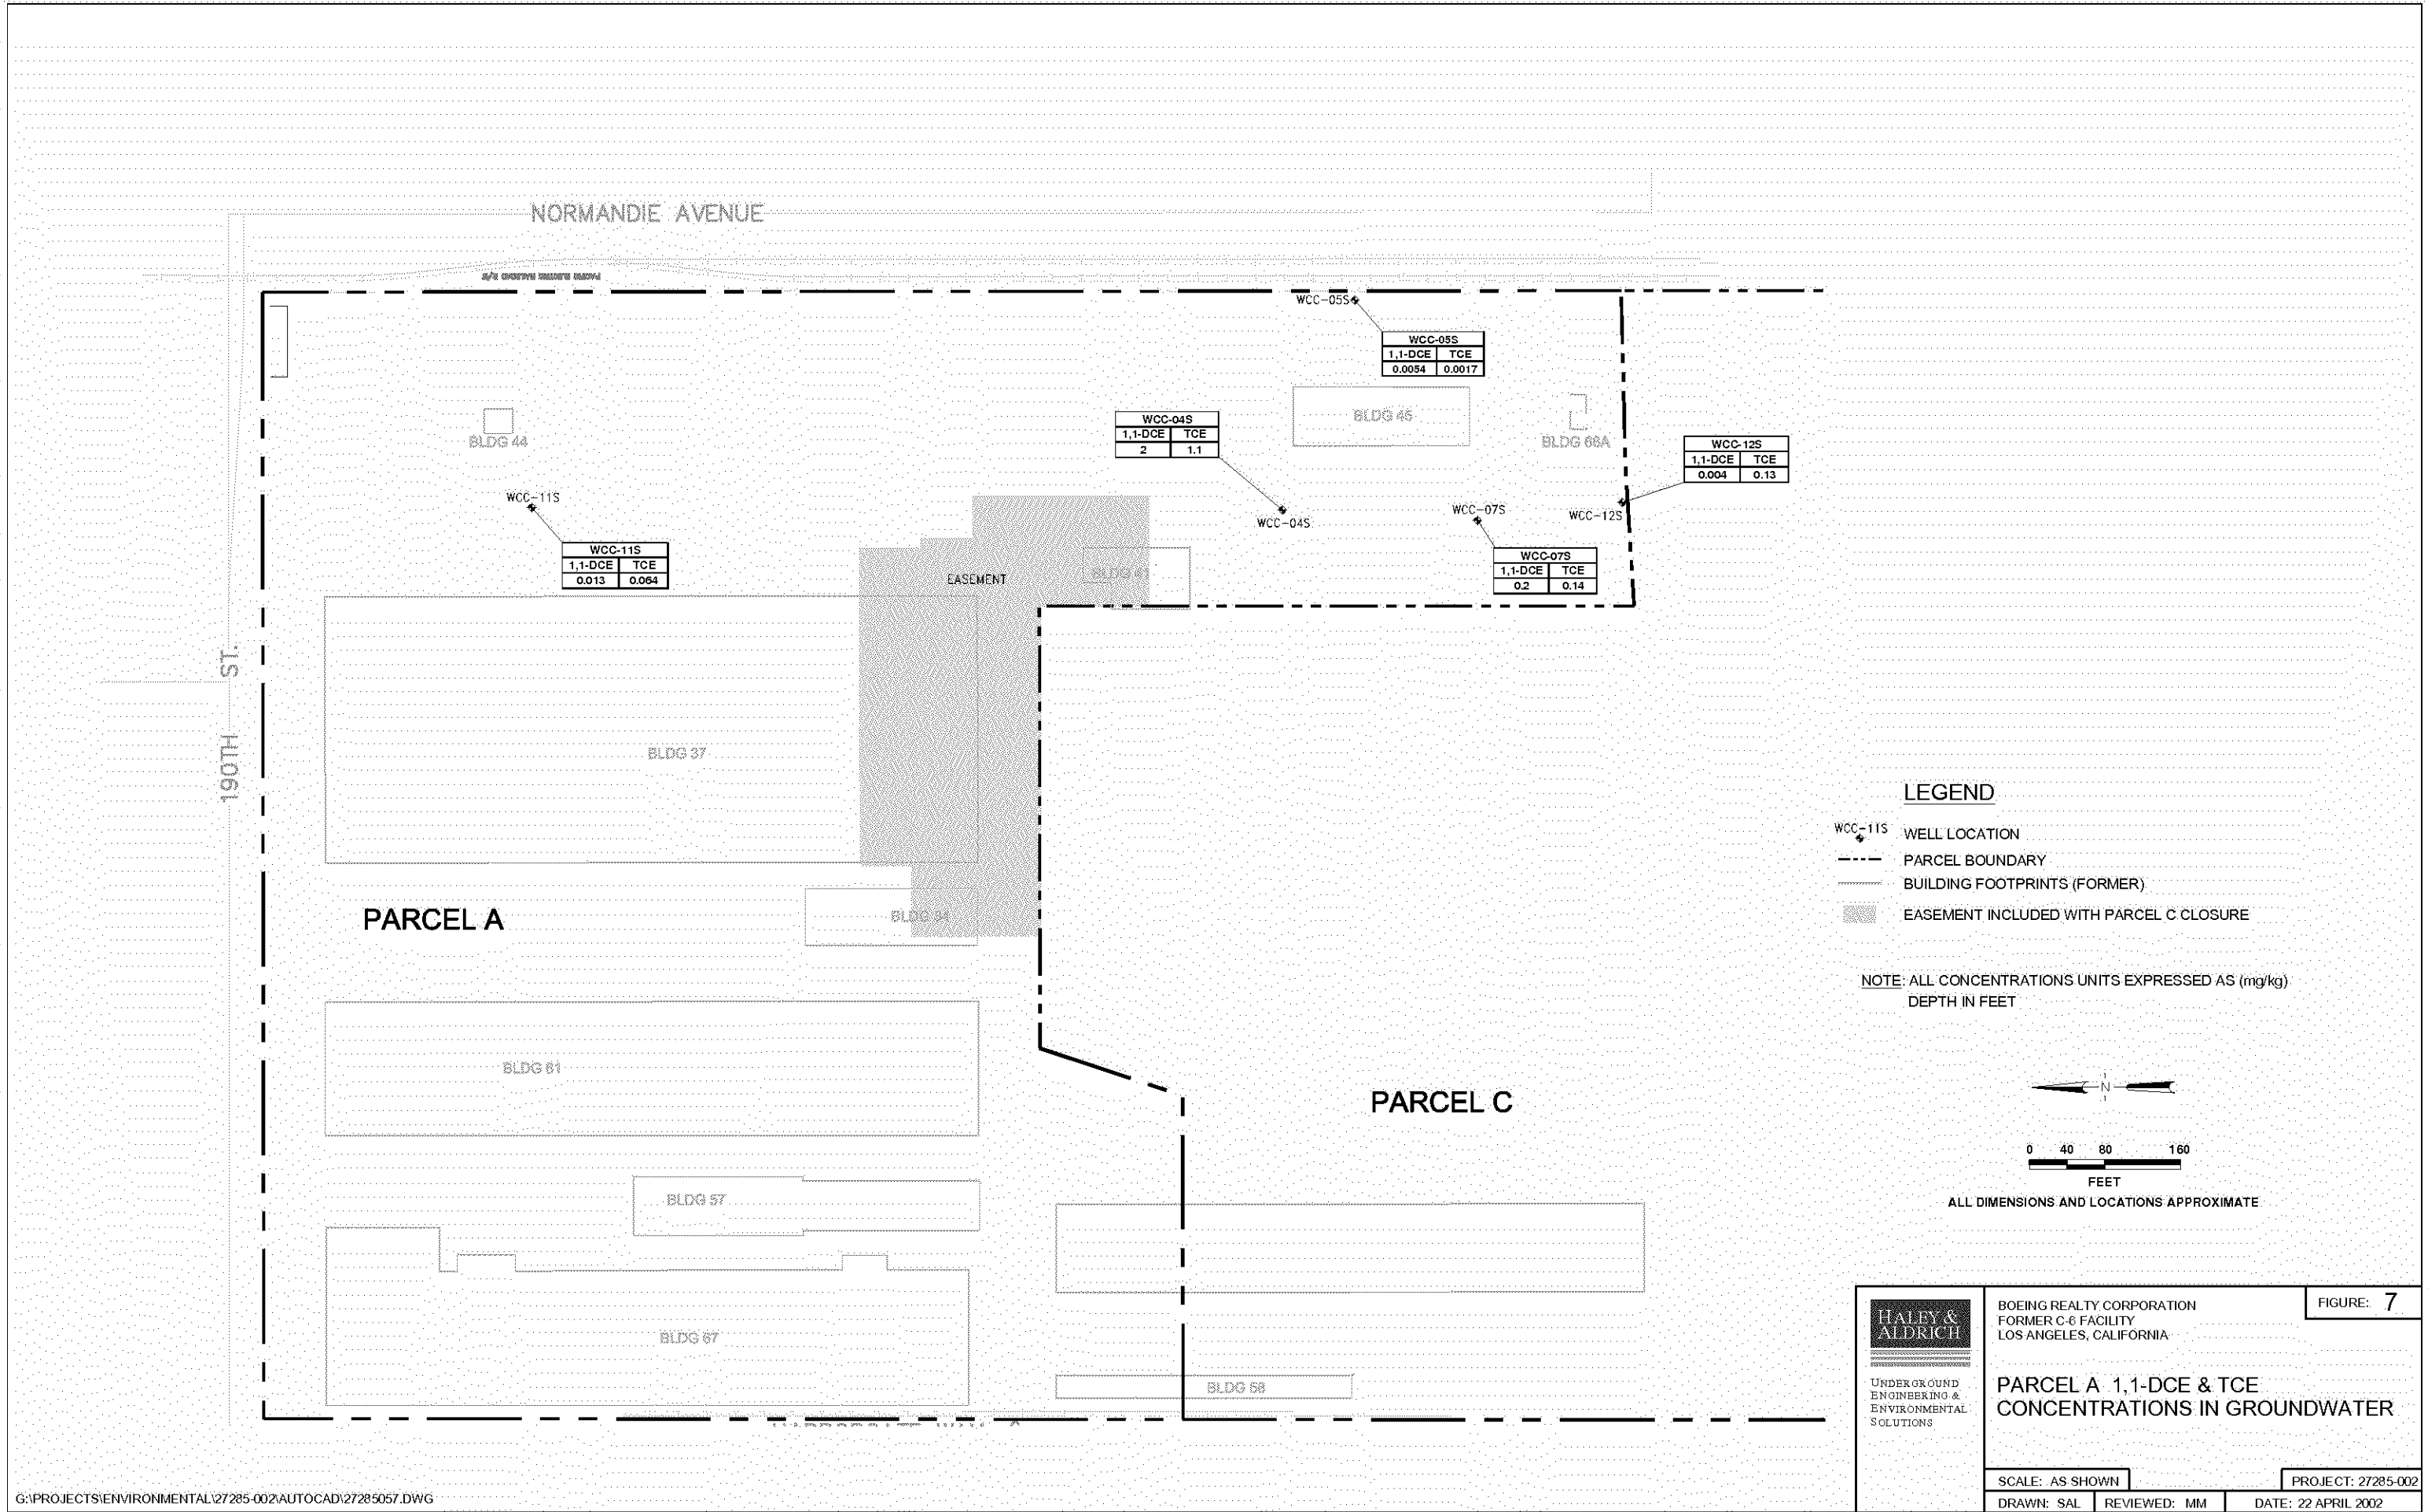 NORMANDIE AVENUE
PACIFIC ELECTRIC RAILROAD R/W
WCC-05S
WCC-05S
1,1-DCE TCE
0.0054 0.0017
BLDG 44
BLDG 45
BLDG 66A
WCC-04S
1,1-DCE TCE
2 1.1
WCC-04S
WCC-12S
1,1-DCE TCE
0.004 0.13
WCC-12S
WCC-11S
WCC-11S
1,1-DCE TCE
0.013 0.064
WCC-07S
WCC-07S
1,1-DCE TCE
0.2 0.14
EASEMENT
BLDG 41
190TH ST.
BLDG 37
PARCEL A
BLDG 34
BLDG 61
PARCEL C
BLDG 57
BLDG 67
BLDG 58
LEGEND
WCC-11S WELL LOCATION
PARCEL BOUNDARY
BUILDING FOOTPRINTS (FORMER)
EASEMENT INCLUDED WITH PARCEL C CLOSURE
NOTE: ALL CONCENTRATIONS UNITS EXPRESSED AS (mg/kg)
DEPTH IN FEET
N
0 40 80 160
FEET
ALL DIMENSIONS AND LOCATIONS APPROXIMATE
HALEY &
ALDRICH
UNDERGROUND
ENGINEERING &
ENVIRONMENTAL
SOLUTIONS
BOEING REALTY CORPORATION
FORMER C-6 FACILITY
LOS ANGELES, CALIFORNIA
FIGURE: 7
PARCEL A 1,1-DCE & TCE
CONCENTRATIONS IN GROUNDWATER
SCALE: AS SHOWN
PROJECT: 27285-002
DRAWN: SAL REVIEWED: MM DATE: 22 APRIL 2002
G:\PROJECTS\ENVIRONMENTAL\27285-002\AUTOCAD\27285057.DWG